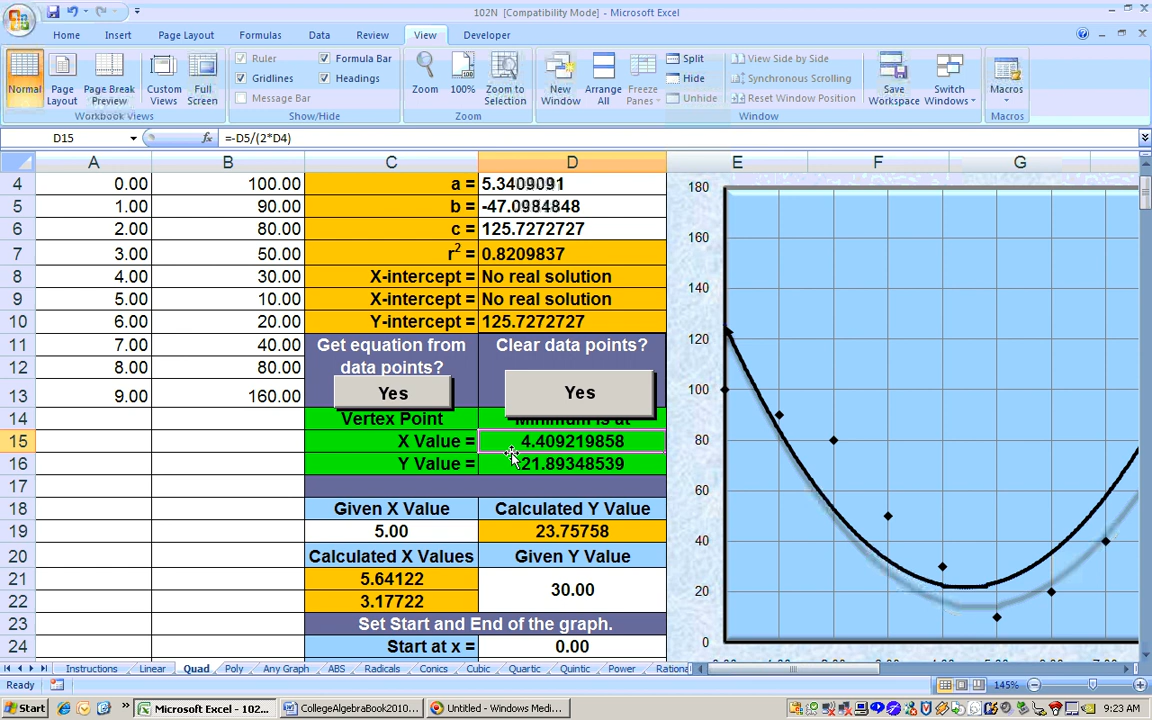 102N [Compatibility Mode] - Microsoft Excel
Home Insert Page Layout Formulas Data Review View Developer
Normal Page Layout Page Break Preview Custom Views Full Screen
Ruler Formula Bar
Gridlines Headings
Message Bar
Zoom 100% Zoom to Selection
New Window Arrange All Freeze Panes
Split
Hide
Unhide
View Side by Side
Synchronous Scrolling
Reset Window Position
Save Workspace Switch Windows Macros
Workbook Views Show/Hide Zoom Window Macros
D15 fx =-D5/(2*D4)
A B C D E F G
4 0.00 100.00 a = 5.3409091
5 1.00 90.00 b = -47.0984848
6 2.00 80.00 c = 125.7272727
7 3.00 50.00 r² = 0.8209837
8 4.00 30.00 X-intercept = No real solution
9 5.00 10.00 X-intercept = No real solution
10 6.00 20.00 Y-intercept = 125.7272727
11 7.00 40.00 Get equation from Clear data points?
12 8.00 80.00 data points?
13 9.00 160.00 Yes Yes
14 Vertex Point Minimum is at
15 X Value = 4.409219858
16 Y Value = 21.89348539
17
18 Given X Value Calculated Y Value
19 5.00 23.75758
20 Calculated X Values Given Y Value
21 5.64122
30.00
22 3.17722
23 Set Start and End of the graph.
24 Start at x = 0.00
180
160
140
120
100
80
60
40
20
0
Instructions Linear Quad Poly Any Graph ABS Radicals Conics Cubic Quartic Quintic Power Rationa
Ready 145%
Start Microsoft Excel - 102... CollegeAlgebraBook2010... Untitled - Windows Medi... 9:23 AM